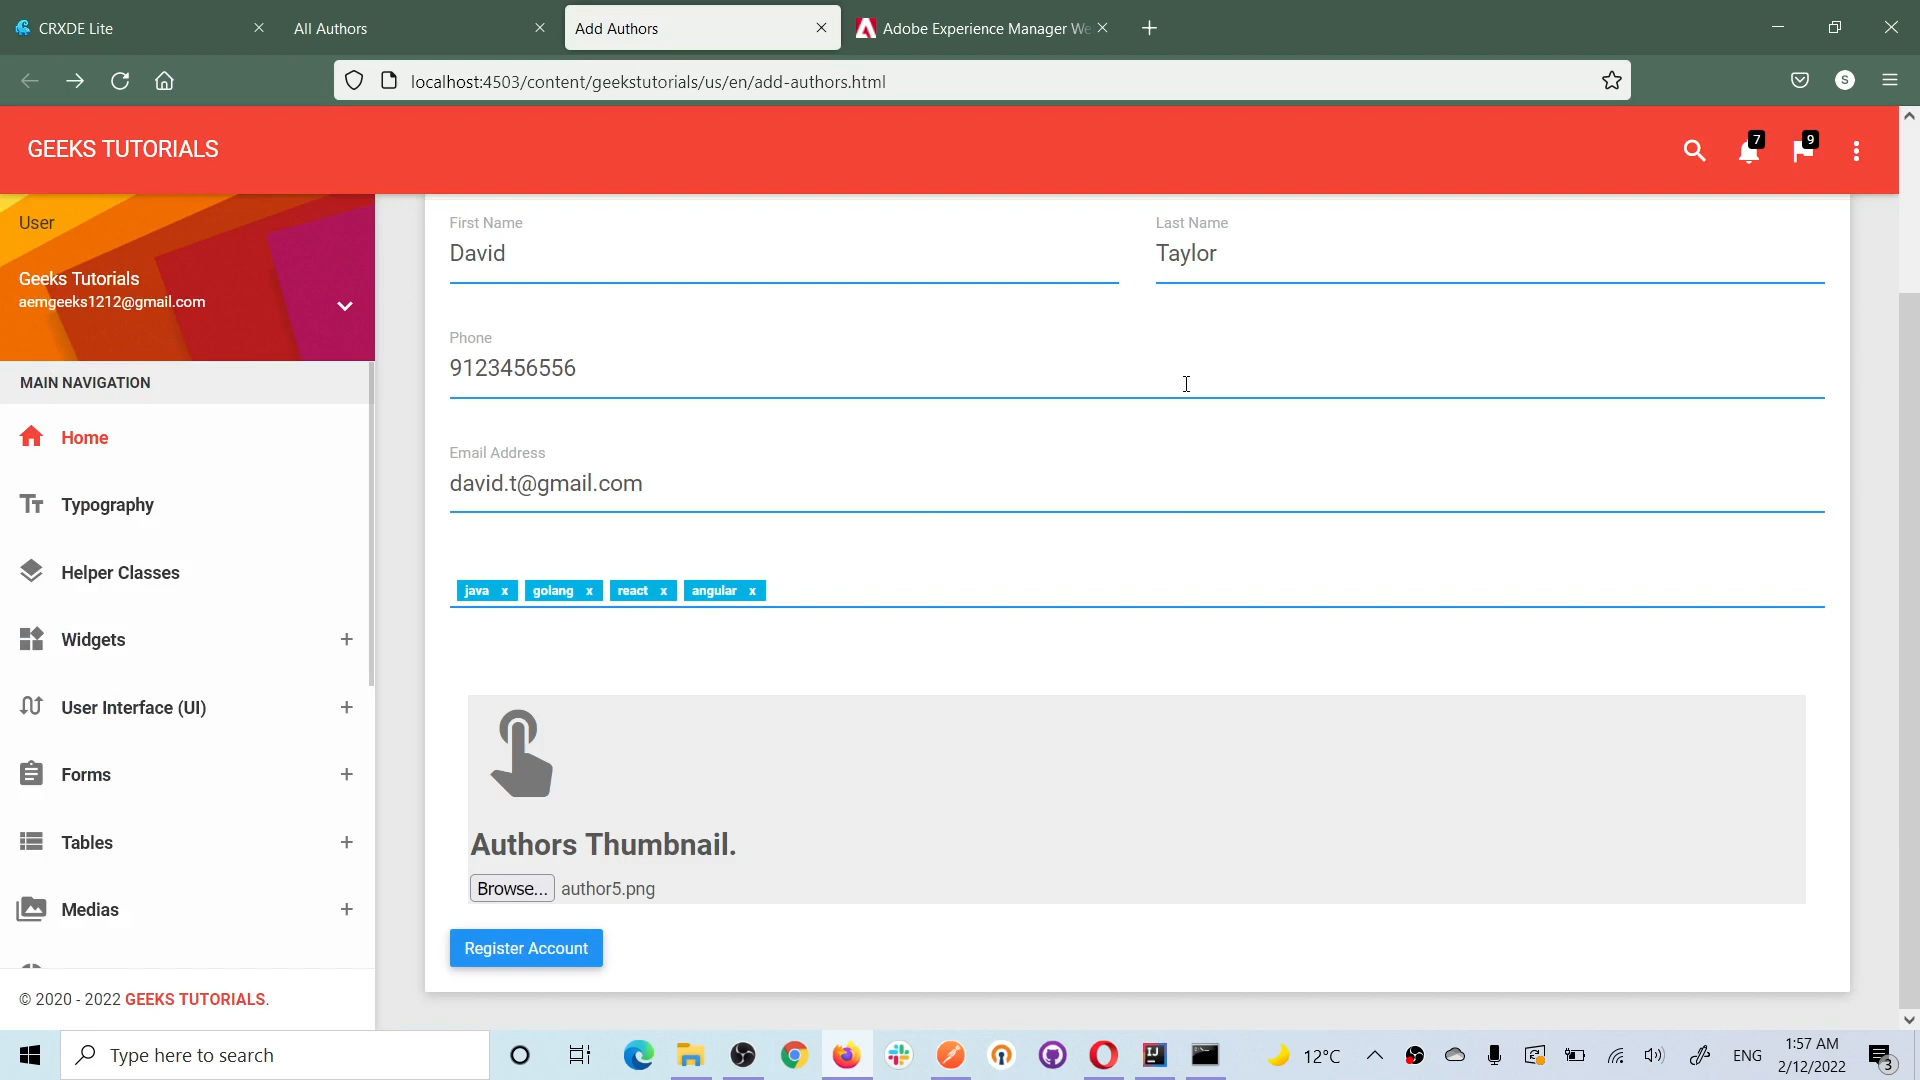 CRXDE Lite
All Authors
Add Authors
Adobe Experience Manager We
localhost:4503/content/geekstutorials/us/en/add-authors.html
S
GEEKS TUTORIALS
7
9
User
Geeks Tutorials
aemgeeks1212@gmail.com
MAIN NAVIGATION
Home
Typography
Helper Classes
Widgets
User Interface (UI)
Forms
Tables
Medias
© 2020 - 2022 GEEKS TUTORIALS.
First Name
David
Last Name
Taylor
Phone
9123456556
Email Address
david.t@gmail.com
java x golang x react x angular x
Authors Thumbnail.
Browse... author5.png
Register Account
Type here to search
12°C
ENG
1:57 AM
2/12/2022
3